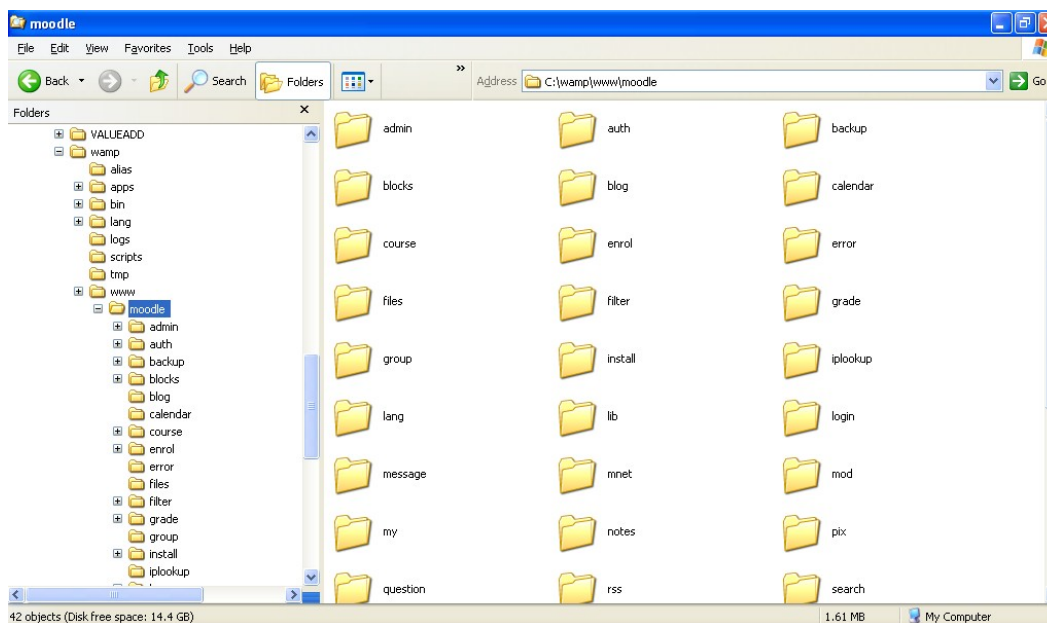 moodle
File Edit View Favorites Tools Help
Back Search Folders » Address C:\wamp\www\moodle Go
Folders
VALUEADD
wamp
alias
apps
bin
lang
logs
scripts
tmp
www
moodle
admin
auth
backup
blocks
blog
calendar
course
enrol
error
files
filter
grade
group
install
iplookup
admin auth backup
blocks blog calendar
course enrol error
files filter grade
group install iplookup
lang lib login
message mnet mod
my notes pix
question rss search
42 objects (Disk free space: 14.4 GB) 1.61 MB My Computer